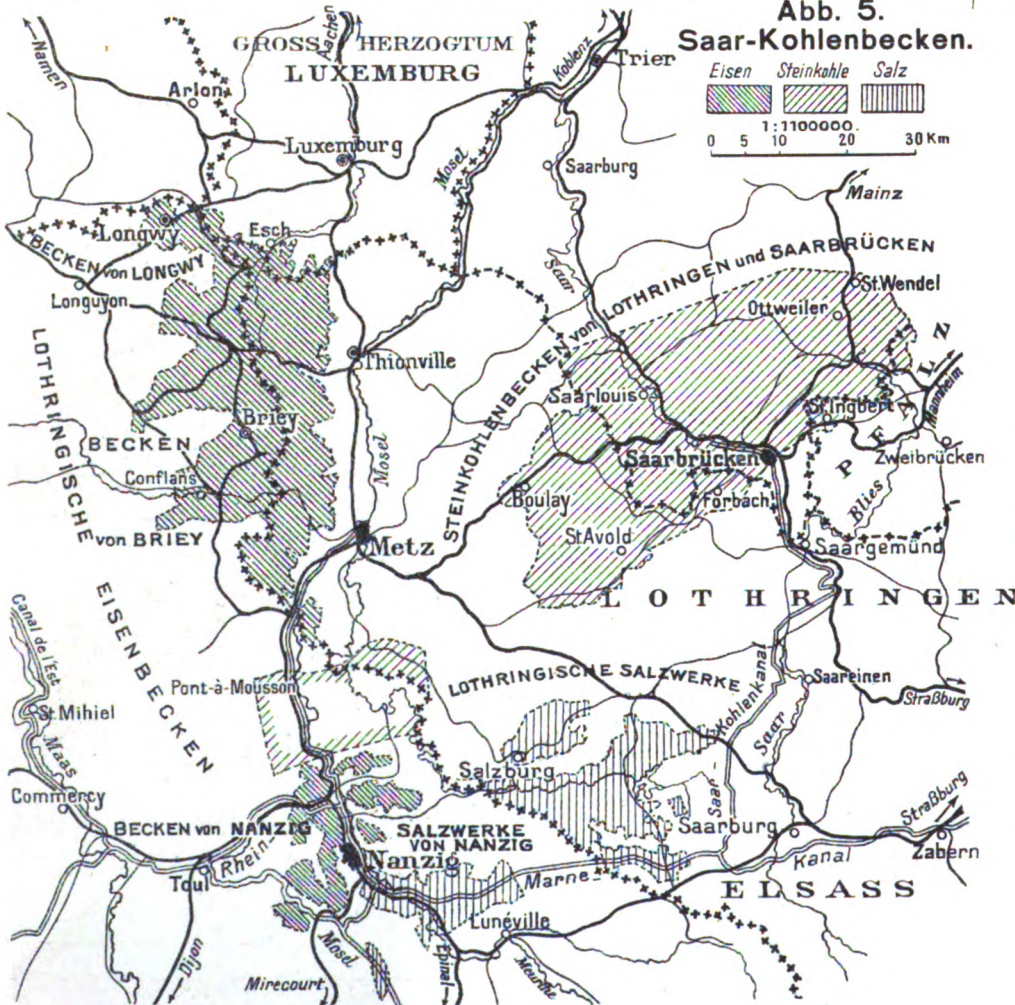 Abb. 5.
Saar-Kohlenbecken.
Eisen Steinkohle Salz
1:1100000.
0 5 10 20 30 Km
Namen
Aachen
GROSS HERZOGTUM
LUXEMBURG
Koblenz
Trier
Arlon
Luxemburg
Mosel
Saarburg
Mainz
Longwy
Esch
BECKEN von LONGWY
Longuyon
Saar
STEINKOHLENBECKEN von LOTHRINGEN und SAARBRÜCKEN
St.Wendel
Ottweiler
Thionville
LOTHRINGISCHE
EISENBECKEN
Saarlouis
PFALZ
Mannheim
St.Ingbert
Briey
BECKEN
von BRIEY
Conflans
Mosel
Saarbrücken
Zweibrücken
Boulay
Forbach
Blies
Metz
St.Avold
Saargemünd
LOTHRINGEN
Canal de l'Est
Pont-à-Mousson
LOTHRINGISCHE SALZWERKE
Saar Kohlenkanal
Saareinen
Straßburg
St.Mihiel
Maas
Saar
Salzburg
Commercy
BECKEN von NANZIG
SALZWERKE
VON NANZIG
Saarburg
Straßburg
Zabern
Nanzig
Toul
Rhein-
Marne-
Kanal
ELSASS
Lunéville
Dijon
Mosel
Épinal
Meurthe
Mirecourt